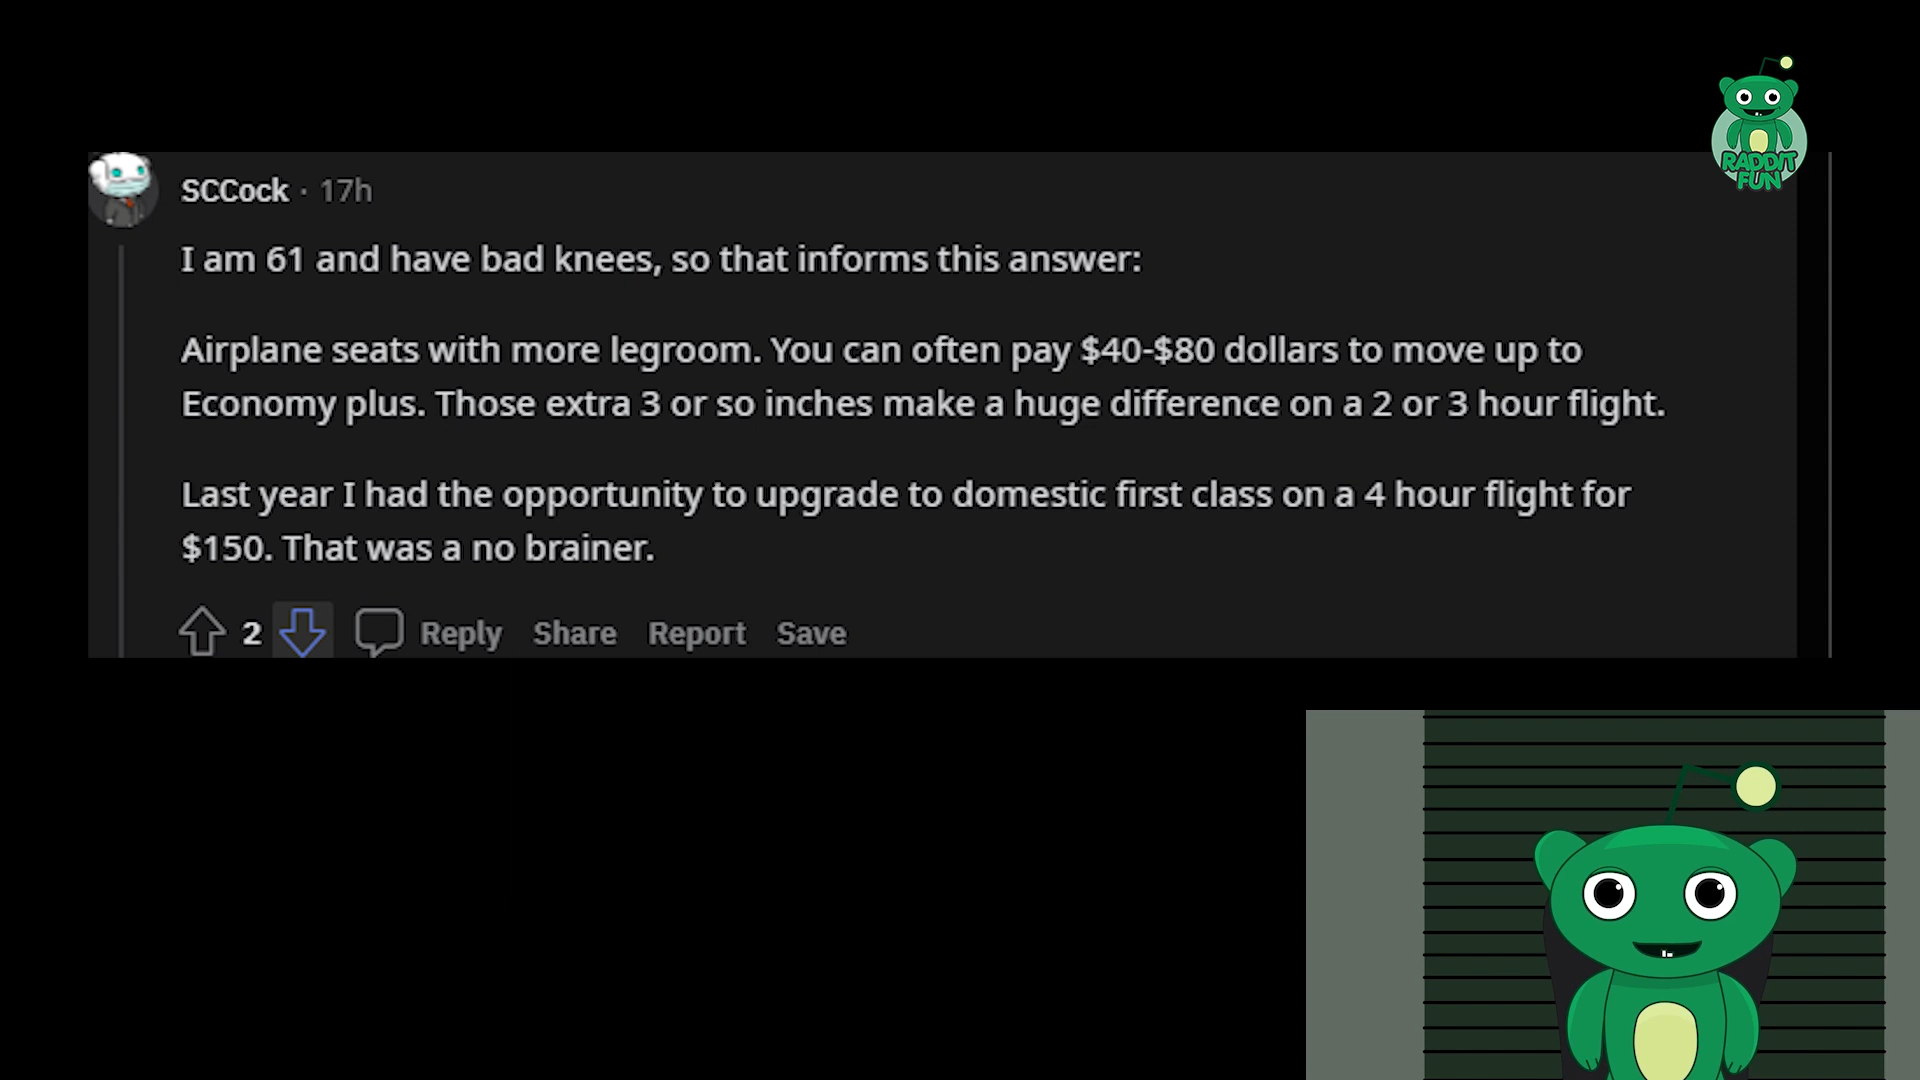 RADDIT
FUN
SCCock · 17h
I am 61 and have bad knees, so that informs this answer:
Airplane seats with more legroom. You can often pay $40-$80 dollars to move up to
Economy plus. Those extra 3 or so inches make a huge difference on a 2 or 3 hour flight.
Last year I had the opportunity to upgrade to domestic first class on a 4 hour flight for
$150. That was a no brainer.
2 Reply Share Report Save